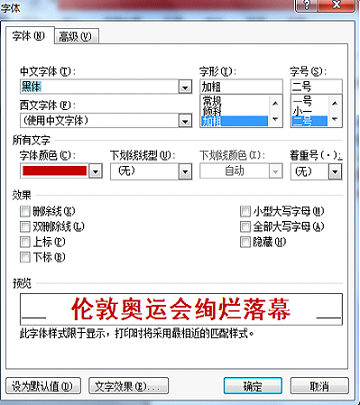 字体
字体(N) 高级(V)
中文字体(T): 字形(Y): 字号(S):
黑体 加粗 二号
西文字体(F): 常规 一号
倾斜 小一
(使用中文字体) 加粗 二号
所有文字
字体颜色(C): 下划线线型(U): 下划线颜色(I): 着重号(·):
(无) 自动 (无)
效果
删除线(K) 小型大写字母(M)
双删除线(L) 全部大写字母(A)
上标(P) 隐藏(H)
下标(B)
预览
伦敦奥运会绚烂落幕
此字体样式限于显示，打印时将采用最相近的匹配样式。
设为默认值(D) 文字效果(E)... 确定 取消